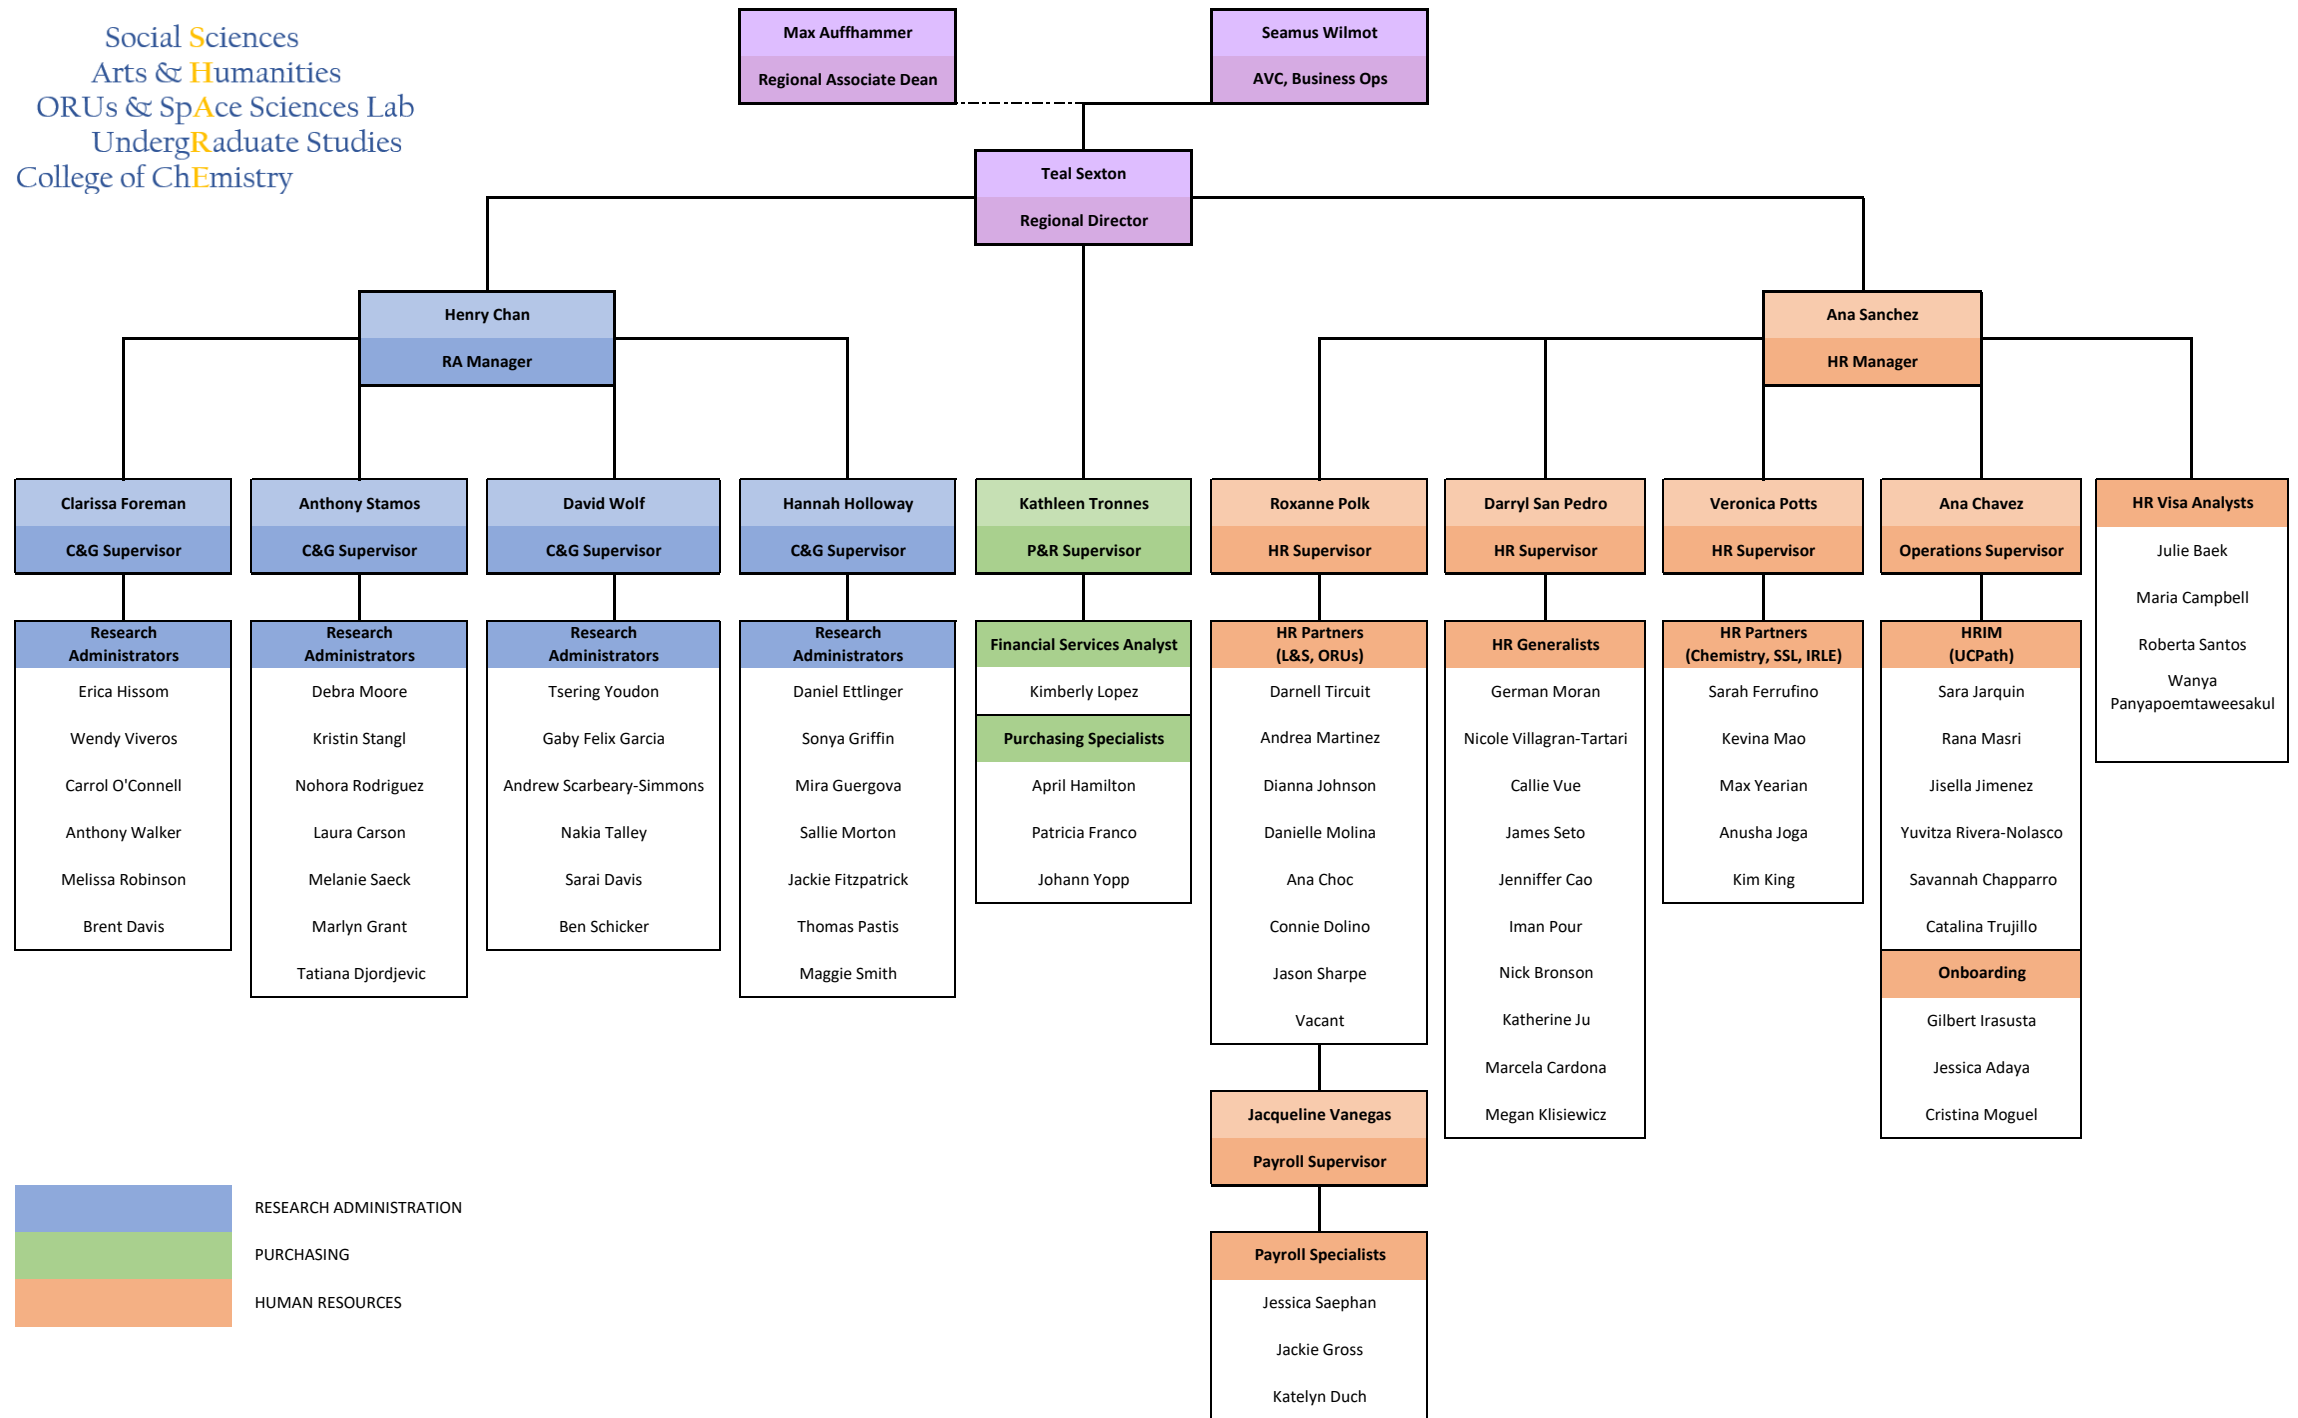 Social Sciences
Arts & Humanities
ORUs & SpAce Sciences Lab
UndergRaduate Studies
College of ChEmistry
Max Auffhammer
Regional Associate Dean
Seamus Wilmot
AVC, Business Ops
Teal Sexton
Regional Director
Henry Chan
RA Manager
Ana Sanchez
HR Manager
Clarissa Foreman
C&G Supervisor
Research
Administrators
Erica Hissom
Wendy Viveros
Carrol O'Connell
Anthony Walker
Melissa Robinson
Brent Davis
Anthony Stamos
C&G Supervisor
Research
Administrators
Debra Moore
Kristin Stangl
Nohora Rodriguez
Laura Carson
Melanie Saeck
Marlyn Grant
Tatiana Djordjevic
David Wolf
C&G Supervisor
Research
Administrators
Tsering Youdon
Gaby Felix Garcia
Andrew Scarbeary-Simmons
Nakia Talley
Sarai Davis
Ben Schicker
Hannah Holloway
C&G Supervisor
Research
Administrators
Daniel Ettlinger
Sonya Griffin
Mira Guergova
Sallie Morton
Jackie Fitzpatrick
Thomas Pastis
Maggie Smith
Kathleen Tronnes
P&R Supervisor
Financial Services Analyst
Kimberly Lopez
Purchasing Specialists
April Hamilton
Patricia Franco
Johann Yopp
Roxanne Polk
HR Supervisor
HR Partners
(L&S, ORUs)
Darnell Tircuit
Andrea Martinez
Dianna Johnson
Danielle Molina
Ana Choc
Connie Dolino
Jason Sharpe
Vacant
Jacqueline Vanegas
Payroll Supervisor
Payroll Specialists
Jessica Saephan
Jackie Gross
Katelyn Duch
Darryl San Pedro
HR Supervisor
HR Generalists
German Moran
Nicole Villagran-Tartari
Callie Vue
James Seto
Jenniffer Cao
Iman Pour
Nick Bronson
Katherine Ju
Marcela Cardona
Megan Klisiewicz
Veronica Potts
HR Supervisor
HR Partners
(Chemistry, SSL, IRLE)
Sarah Ferrufino
Kevina Mao
Max Yearian
Anusha Joga
Kim King
Ana Chavez
Operations Supervisor
HRIM
(UCPath)
Sara Jarquin
Rana Masri
Jisella Jimenez
Yuvitza Rivera-Nolasco
Savannah Chapparro
Catalina Trujillo
Onboarding
Gilbert Irasusta
Jessica Adaya
Cristina Moguel
HR Visa Analysts
Julie Baek
Maria Campbell
Roberta Santos
Wanya
Panyapoemtaweesakul
RESEARCH ADMINISTRATION
PURCHASING
HUMAN RESOURCES